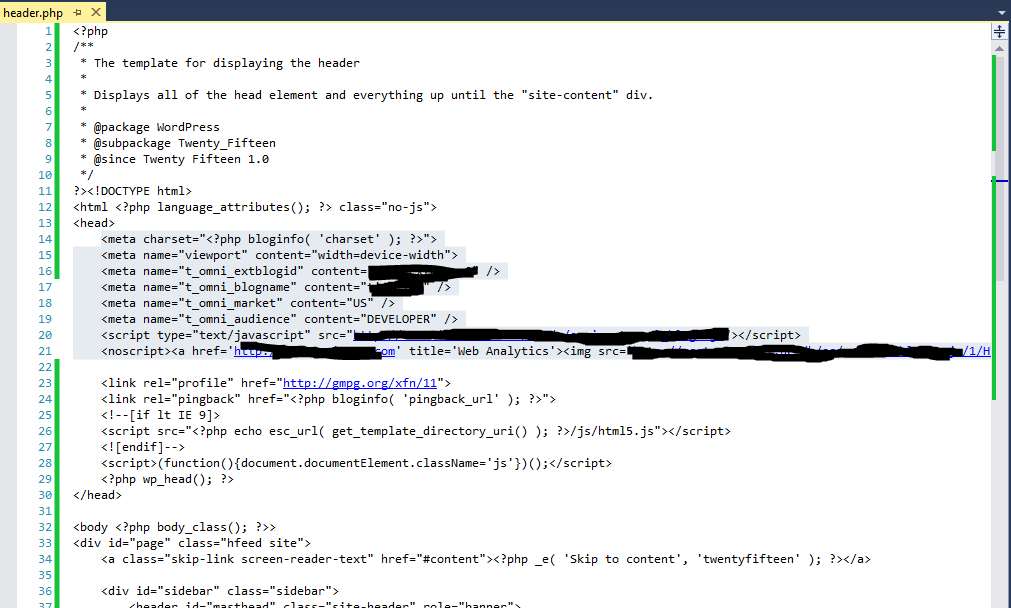 header.php
1 <?php
2 /**
3  * The template for displaying the header
4  *
5  * Displays all of the head element and everything up until the "site-content" div.
6  *
7  * @package WordPress
8  * @subpackage Twenty_Fifteen
9  * @since Twenty Fifteen 1.0
10  */
11 ?><!DOCTYPE html>
12 <html <?php language_attributes(); ?> class="no-js">
13 <head>
14     <meta charset="<?php bloginfo( 'charset' ); ?>">
15     <meta name="viewport" content="width=device-width">
16     <meta name="t_omni_extblogid" content= />
17     <meta name="t_omni_blogname" content= />
18     <meta name="t_omni_market" content="US" />
19     <meta name="t_omni_audience" content="DEVELOPER" />
20     <script type="text/javascript" src=" ></script>
21     <noscript><a href='http: com' title='Web Analytics'><img src= /1/H
22
23     <link rel="profile" href="http://gmpg.org/xfn/11">
24     <link rel="pingback" href="<?php bloginfo( 'pingback_url' ); ?>">
25     <!--[if lt IE 9]>
26     <script src="<?php echo esc_url( get_template_directory_uri() ); ?>/js/html5.js"></script>
27     <![endif]-->
28     <script>(function(){document.documentElement.className='js'})();</script>
29     <?php wp_head(); ?>
30 </head>
31
32 <body <?php body_class(); ?>>
33 <div id="page" class="hfeed site">
34     <a class="skip-link screen-reader-text" href="#content"><?php _e( 'Skip to content', 'twentyfifteen' ); ?></a>
35
36     <div id="sidebar" class="sidebar">
37         <header id="masthead" class="site-header" role="banner">